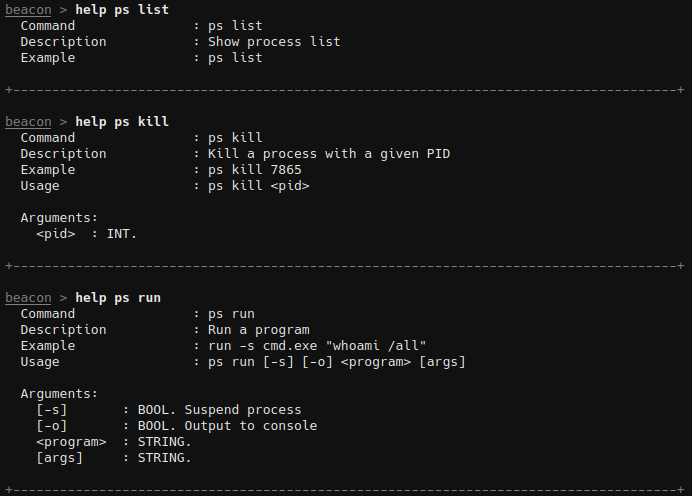 beacon > help ps list
Command : ps list
Description : Show process list
Example : ps list
+-------------------------------------------------------------------------------------+
beacon > help ps kill
Command : ps kill
Description : Kill a process with a given PID
Example : ps kill 7865
Usage : ps kill <pid>
Arguments:
<pid> : INT.
+-------------------------------------------------------------------------------------+
beacon > help ps run
Command : ps run
Description : Run a program
Example : run -s cmd.exe "whoami /all"
Usage : ps run [-s] [-o] <program> [args]
Arguments:
[-s] : BOOL. Suspend process
[-o] : BOOL. Output to console
<program> : STRING.
[args] : STRING.
+-------------------------------------------------------------------------------------+